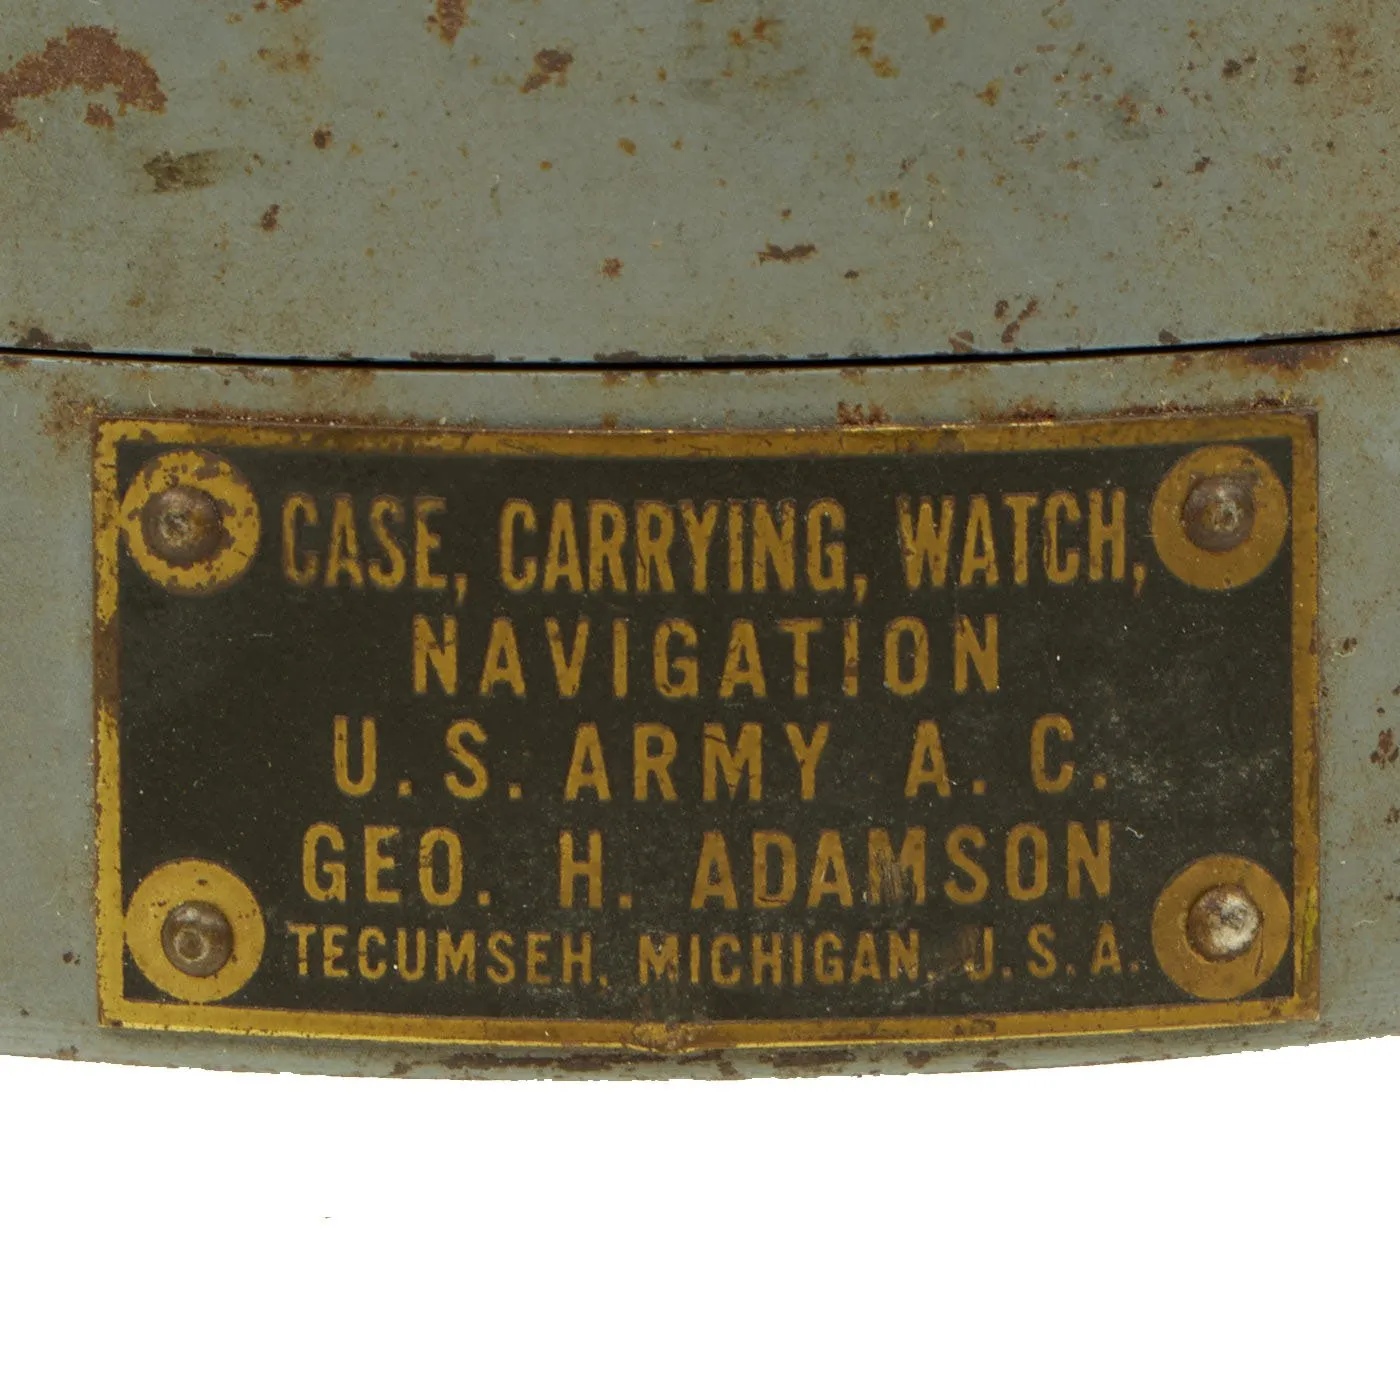 CASE, CARRYING, WATCH,
NAVIGATION
U. S. ARMY A. C.
GEO. H. ADAMSON
TECUMSEH, MICHIGAN, U. S. A.